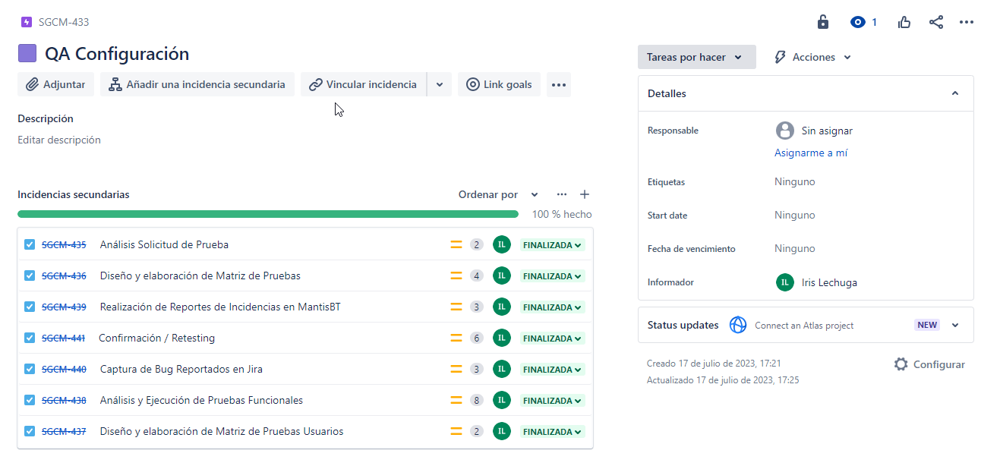 SGCM-433
1
QA Configuración
Tareas por hacer
Acciones
Adjuntar
Añadir una incidencia secundaria
Vincular incidencia
Link goals
Detalles
Descripción
Editar descripción
Responsable
Sin asignar
Asignarme a mí
Etiquetas
Ninguno
Start date
Ninguno
Fecha de vencimiento
Ninguno
Informador
IL
Iris Lechuga
Incidencias secundarias
Ordenar por
100 % hecho
SGCM-435 Análisis Solicitud de Prueba 2 IL FINALIZADA
SGCM-436 Diseño y elaboración de Matriz de Pruebas 4 IL FINALIZADA
SGCM-439 Realización de Reportes de Incidencias en MantisBT 3 IL FINALIZADA
SGCM-441 Confirmación / Retesting 6 IL FINALIZADA
SGCM-440 Captura de Bug Reportados en Jira 3 IL FINALIZADA
SGCM-438 Análisis y Ejecución de Pruebas Funcionales 8 IL FINALIZADA
SGCM-437 Diseño y elaboración de Matriz de Pruebas Usuarios 2 IL FINALIZADA
Status updates
Connect an Atlas project
NEW
Creado 17 de julio de 2023, 17:21
Actualizado 17 de julio de 2023, 17:25
Configurar